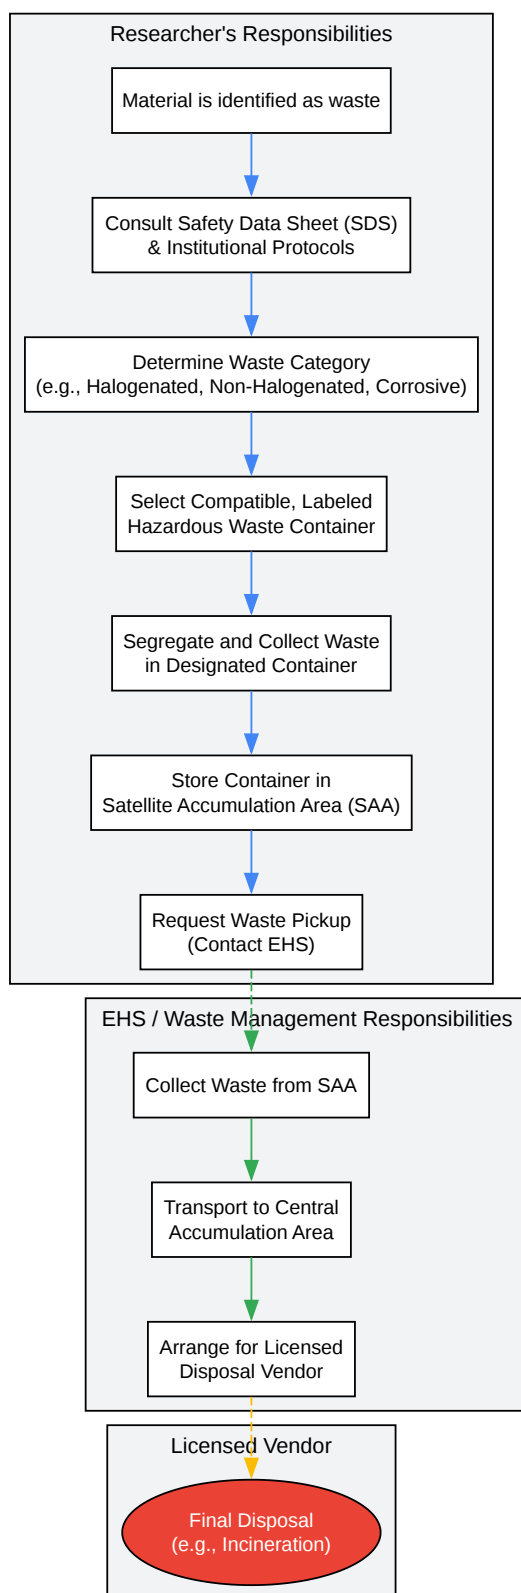 Researcher's Responsibilities
Material is identified as waste
Consult Safety Data Sheet (SDS)
& Institutional Protocols
Determine Waste Category
(e.g., Halogenated, Non-Halogenated, Corrosive)
Select Compatible, Labeled
Hazardous Waste Container
Segregate and Collect Waste
in Designated Container
Store Container in
Satellite Accumulation Area (SAA)
Request Waste Pickup
(Contact EHS)
EHS / Waste Management Responsibilities
Collect Waste from SAA
Transport to Central
Accumulation Area
Arrange for Licensed
Disposal Vendor
Licensed Vendor
Final Disposal
(e.g., Incineration)